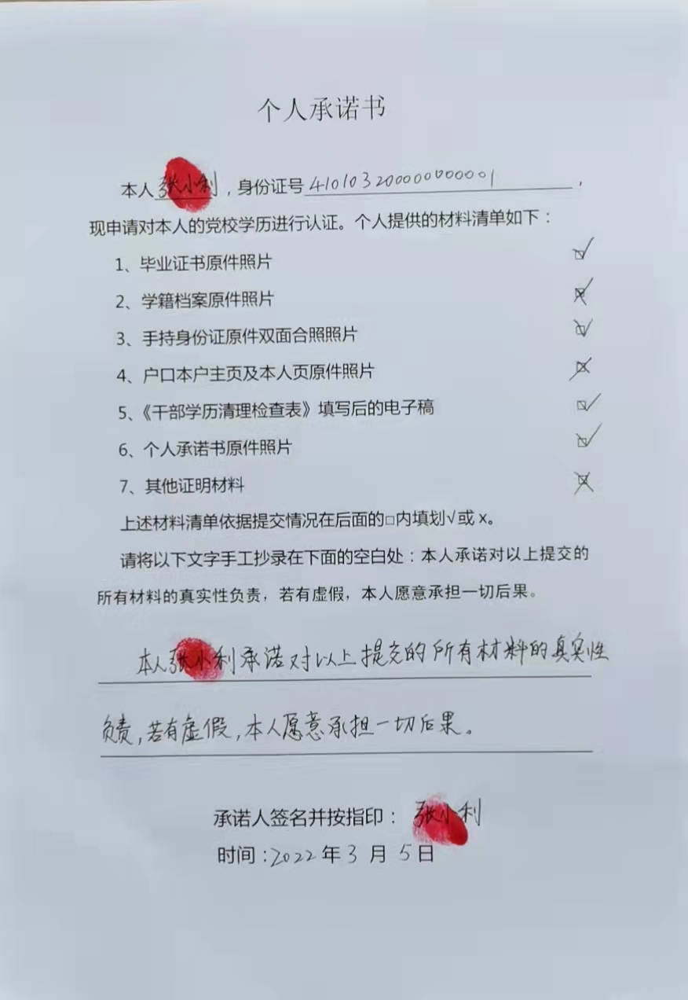 个人承诺书
本人张小利，身份证号410103200000000001，
现申请对本人的党校学历进行认证。个人提供的材料清单如下：
1、毕业证书原件照片 ☑
2、学籍档案原件照片 ☒
3、手持身份证原件双面合照照片 ☑
4、户口本户主页及本人页原件照片 ☒
5、《干部学历清理检查表》填写后的电子稿 ☑
6、个人承诺书原件照片 ☑
7、其他证明材料 ☒
上述材料清单依据提交情况在后面的□内填划√或x。
请将以下文字手工抄录在下面的空白处：本人承诺对以上提交的
所有材料的真实性负责，若有虚假，本人愿意承担一切后果。
本人张小利承诺对以上提交的所有材料的真实性
负责，若有虚假，本人愿意承担一切后果。
承诺人签名并按指印：张小利
时间：2022年3月5日